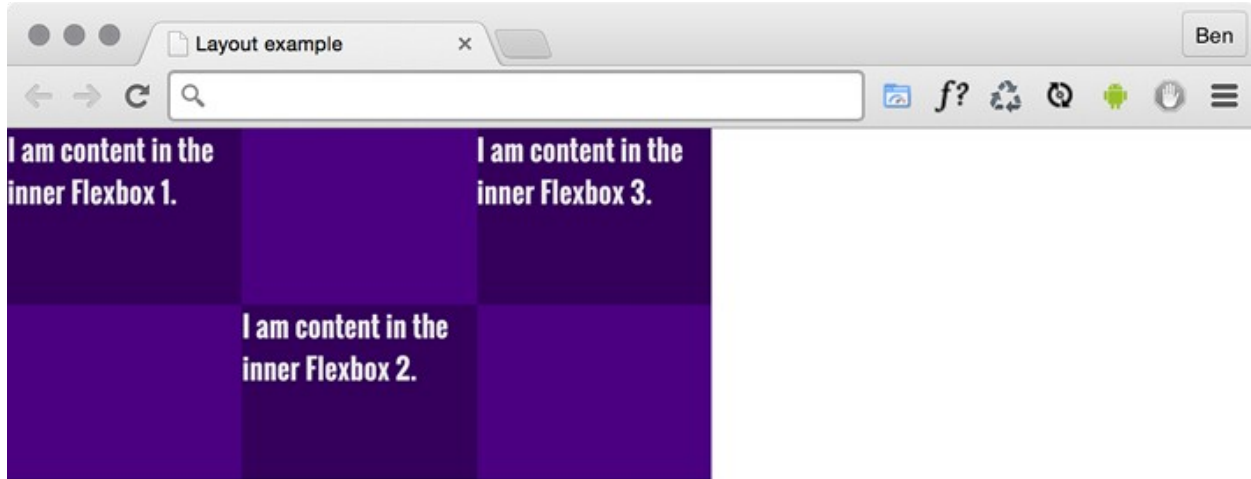 Layout example
Ben
f?
I am content in the
inner Flexbox 1.
I am content in the
inner Flexbox 3.
I am content in the
inner Flexbox 2.